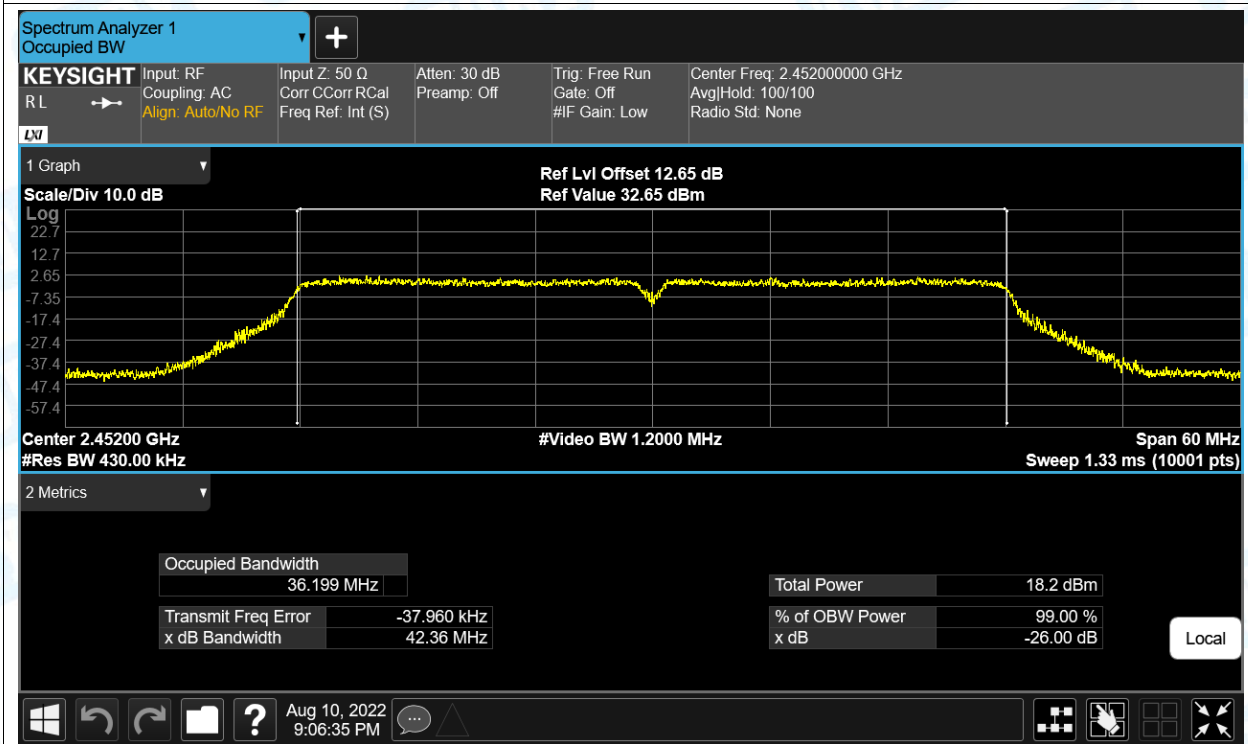 Spectrum Analyzer 1
Occupied BW
KEYSIGHT
R L
LXI
Input: RF
Coupling: AC
Align: Auto/No RF
Input Z: 50 Ω
Corr CCorr RCal
Freq Ref: Int (S)
Atten: 30 dB
Preamp: Off
Trig: Free Run
Gate: Off
#IF Gain: Low
Center Freq: 2.452000000 GHz
Avg|Hold: 100/100
Radio Std: None
1 Graph
Scale/Div 10.0 dB
Ref Lvl Offset 12.65 dB
Ref Value 32.65 dBm
Log
22.7
12.7
2.65
-7.35
-17.4
-27.4
-37.4
-47.4
-57.4
Center 2.45200 GHz
#Video BW 1.2000 MHz
Span 60 MHz
#Res BW 430.00 kHz
Sweep 1.33 ms (10001 pts)
2 Metrics
Occupied Bandwidth
36.199 MHz
Total Power 18.2 dBm
Transmit Freq Error -37.960 kHz
% of OBW Power 99.00 %
x dB Bandwidth 42.36 MHz
x dB -26.00 dB
Local
?
Aug 10, 2022
9:06:35 PM